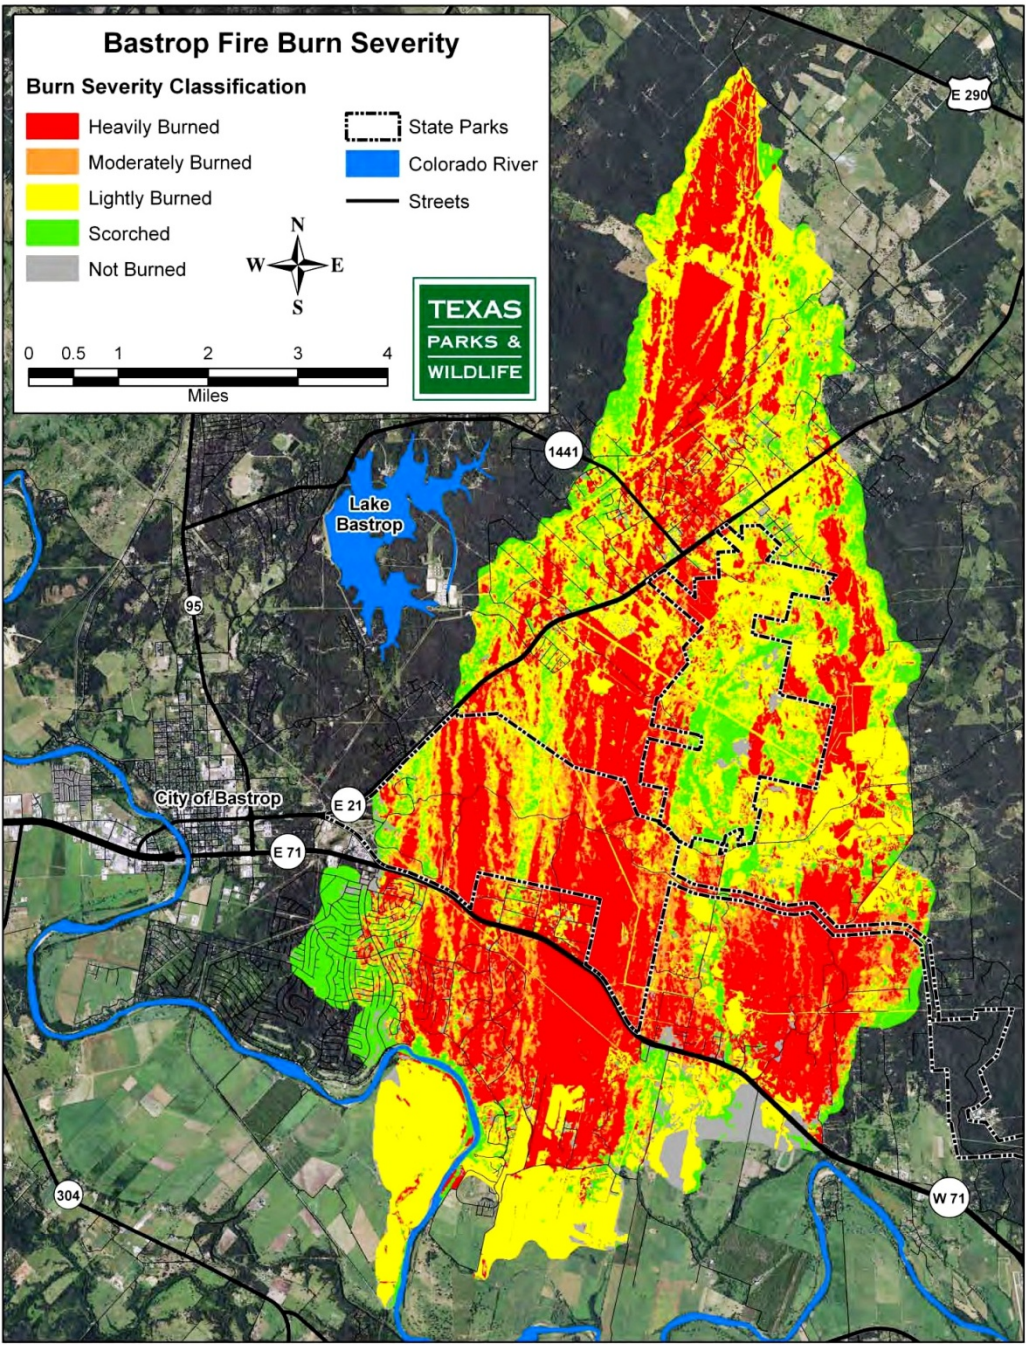 Bastrop Fire Burn Severity
Burn Severity Classification
Heavily Burned
Moderately Burned
Lightly Burned
Scorched
Not Burned
State Parks
Colorado River
Streets
N
W E
S
TEXAS
PARKS &
WILDLIFE
0 0.5 1 2 3 4
Miles
E 290
1441
Lake
Bastrop
95
City of Bastrop
E 21
E 71
304
W 71